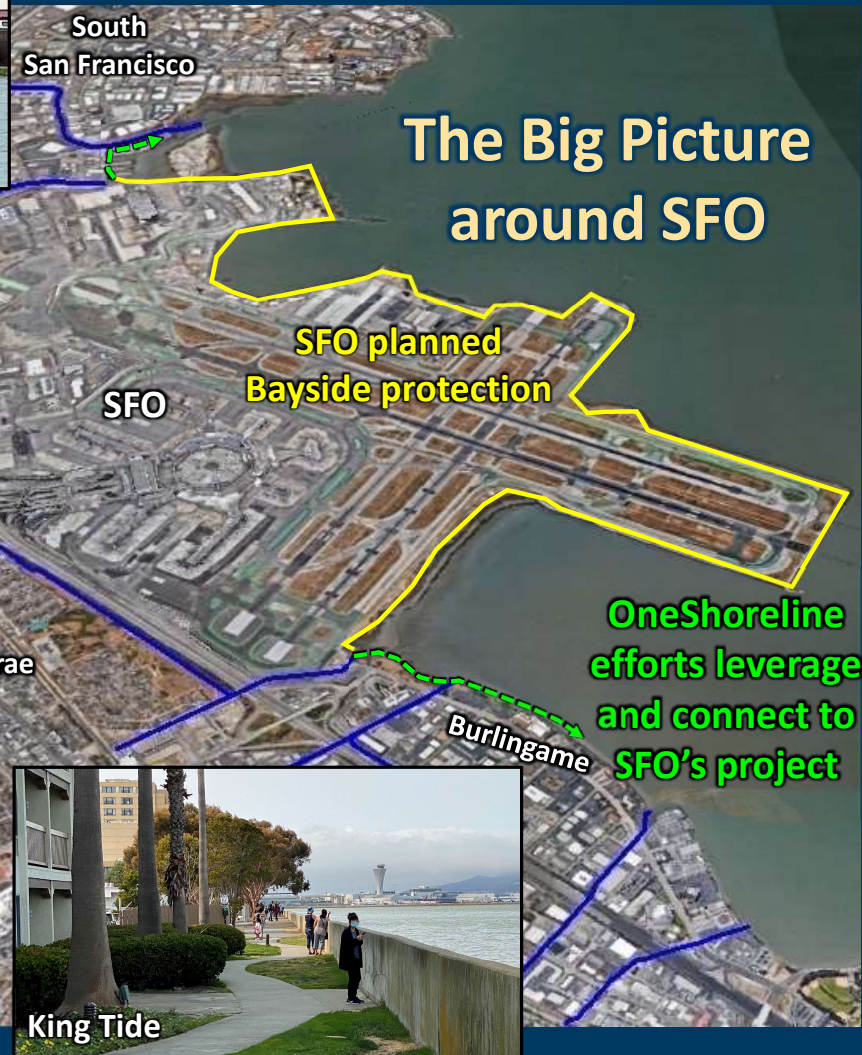 South
San Francisco
The Big Picture
around SFO
SFO planned
Bayside protection
SFO
OneShoreline
efforts leverage
and connect to
SFO’s project
rae
Burlingame
King Tide